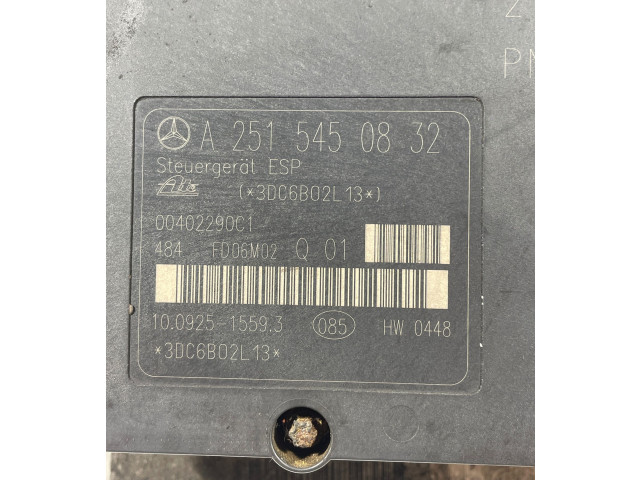 A 251 545 08 32
Steuergerät ESP
Ate (*3DC6B02L13*)
00402290C1
484 FD06M02 Q 01
10.0925-1559.3 085 HW 0448
*3DC6B02L13*